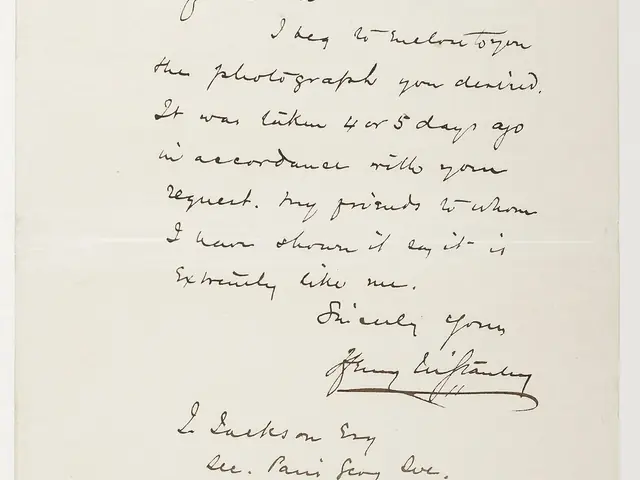 I beg to enclose to you
the photograph you desired.
It was taken 4 or 5 days ago
in accordance with your
request. My friends to whom
I have shown it say it is
Extremely like me.
Sincerely Yours
Henry M Stanley
J. Jackson Esq
Sec. Paris Geog Soc.